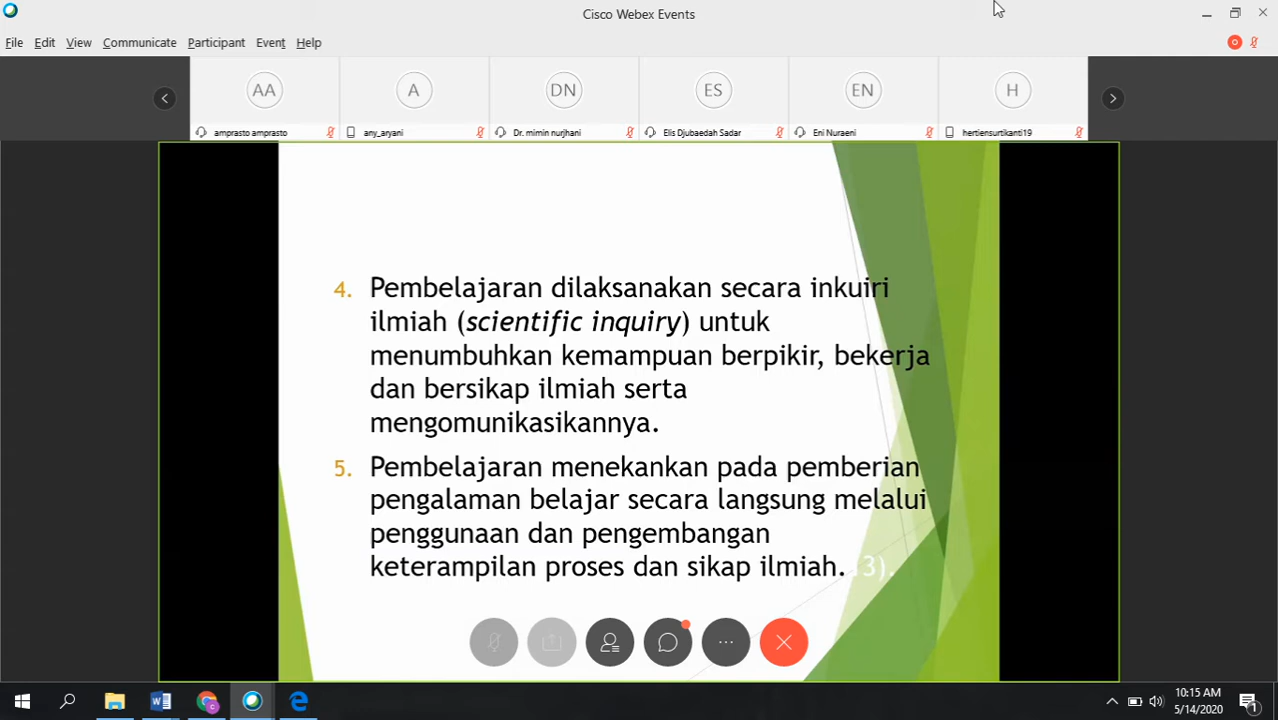 Cisco Webex Events
File Edit View Communicate Participant Event Help
AA A DN ES EN H
amprasto amprasto any_aryani Dr. mimin nurjhani Elis Djubaedah Sadar Eni Nuraeni hertiensurtikanti19
4. Pembelajaran dilaksanakan secara inkuiri
ilmiah (scientific inquiry) untuk
menumbuhkan kemampuan berpikir, bekerja
dan bersikap ilmiah serta
mengomunikasikannya.
5. Pembelajaran menekankan pada pemberian
pengalaman belajar secara langsung melalui
penggunaan dan pengembangan
keterampilan proses dan sikap ilmiah. 3).
10:15 AM
5/14/2020
1